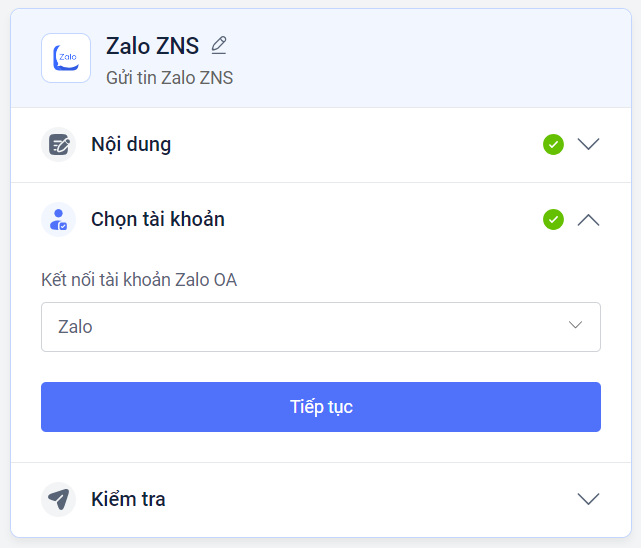 Zalo
Zalo ZNS
Gửi tin Zalo ZNS
Nội dung
Chọn tài khoản
Kết nối tài khoản Zalo OA
Zalo
Tiếp tục
Kiểm tra